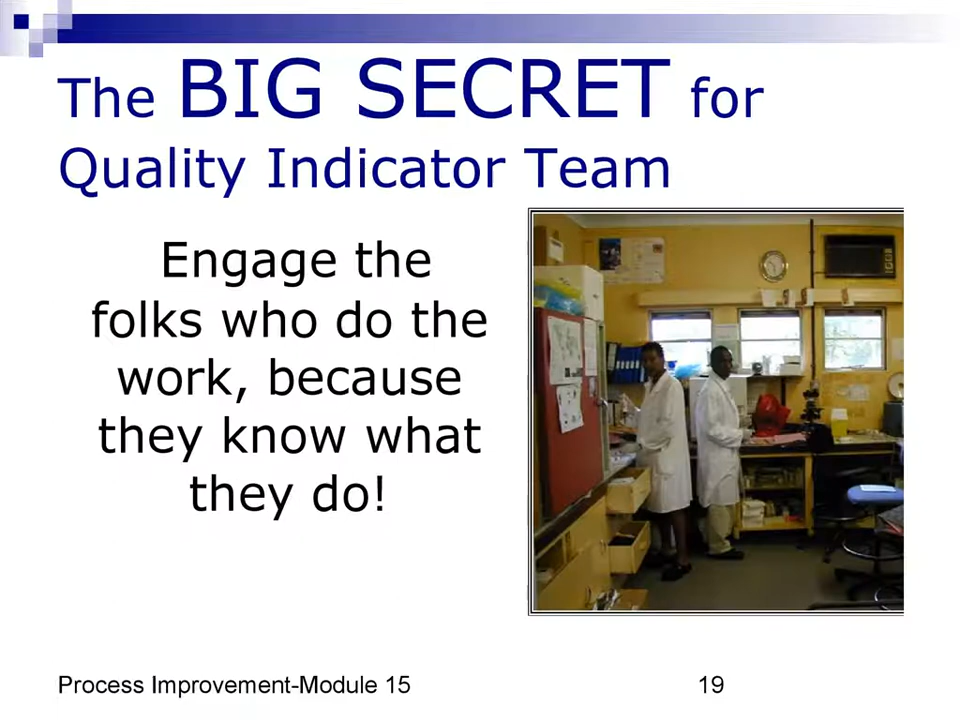 The BIG SECRET for
Quality Indicator Team
Engage the
folks who do the
work, because
they know what
they do!
Process Improvement-Module 15
19